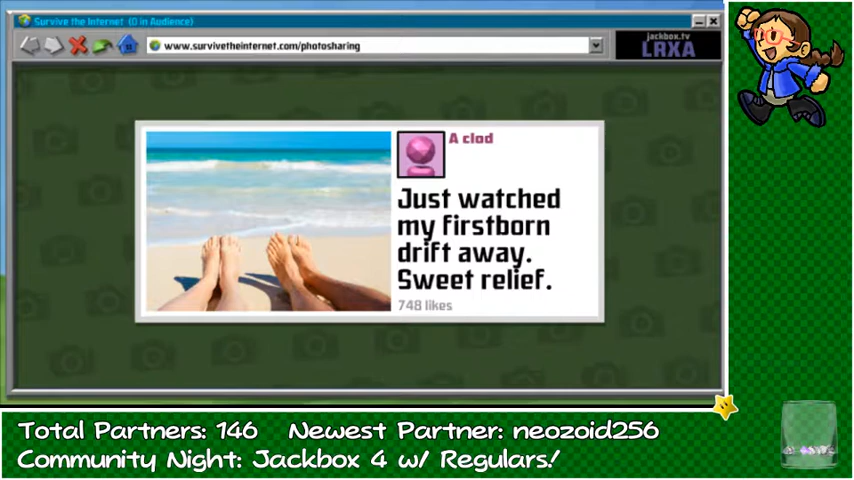 Survive the Internet (0 in Audience)
www.survivetheinternet.com/photosharing
jackbox.tv
LRXA
A clod
Just watched
my firstborn
drift away.
Sweet relief.
748 likes
Total Partners: 146 Newest Partner: neozoid256
Community Night: Jackbox 4 w/ Regulars!